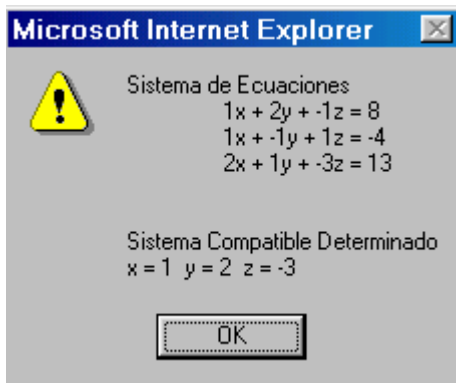 Microsoft Internet Explorer
Sistema de Ecuaciones
1x + 2y + -1z = 8
1x + -1y + 1z = -4
2x + 1y + -3z = 13
Sistema Compatible Determinado
x = 1 y = 2 z = -3
OK